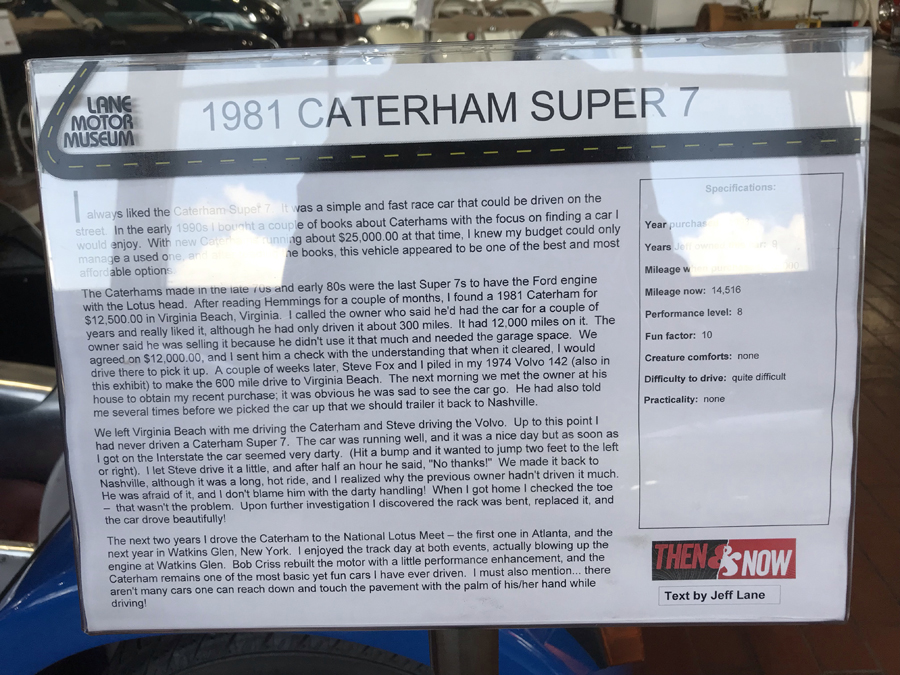 LANE
MOTOR
MUSEUM
1981 CATERHAM SUPER 7
I always liked the Caterham Super 7. It was a simple and fast race car that could be driven on the
street. In the early 1990s I bought a couple of books about Caterhams with the focus on finding a car I
would enjoy. With new running about $25,000.00 at that time, I knew my budget could only
manage a used one, books, this vehicle appeared to be one of the best and most
affordable options.
The Caterhams made in the late 70s and early 80s were the last Super 7s to have the Ford engine
with the Lotus head. After reading Hemmings for a couple of months, I found a 1981 Caterham for
$12,500.00 in Virginia Beach, Virginia. I called the owner who said he'd had the car for a couple of
years and really liked it, although he had only driven it about 300 miles. It had 12,000 miles on it. The
owner said he was selling it because he didn't use it that much and needed the garage space. We
agreed on $12,000.00, and I sent him a check with the understanding that when it cleared, I would
drive there to pick it up. A couple of weeks later, Steve Fox and I piled in my 1974 Volvo 142 (also in
this exhibit) to make the 600 mile drive to Virginia Beach. The next morning we met the owner at his
house to obtain my recent purchase; it was obvious he was sad to see the car go. He had also told
me several times before we picked the car up that we should trailer it back to Nashville.
We left Virginia Beach with me driving the Caterham and Steve driving the Volvo. Up to this point I
had never driven a Caterham Super 7. The car was running well, and it was a nice day but as soon as
I got on the Interstate the car seemed very darty. (Hit a bump and it wanted to jump two feet to the left
or right). I let Steve drive it a little, and after half an hour he said, "No thanks!" We made it back to
Nashville, although it was a long, hot ride, and I realized why the previous owner hadn't driven it much.
He was afraid of it, and I don't blame him with the darty handling! When I got home I checked the toe
– that wasn't the problem. Upon further investigation I discovered the rack was bent, replaced it, and
the car drove beautifully!
The next two years I drove the Caterham to the National Lotus Meet – the first one in Atlanta, and the
next year in Watkins Glen, New York. I enjoyed the track day at both events, actually blowing up the
engine at Watkins Glen. Bob Criss rebuilt the motor with a little performance enhancement, and the
Caterham remains one of the most basic yet fun cars I have ever driven. I must also mention... there
aren't many cars one can reach down and touch the pavement with the palm of his/her hand while
driving!
Specifications:
Year
Years
Mileage
Mileage now: 14,516
Performance level: 8
Fun factor: 10
Creature comforts: none
Difficulty to drive: quite difficult
Practicality: none
THEN & NOW
Text by Jeff Lane